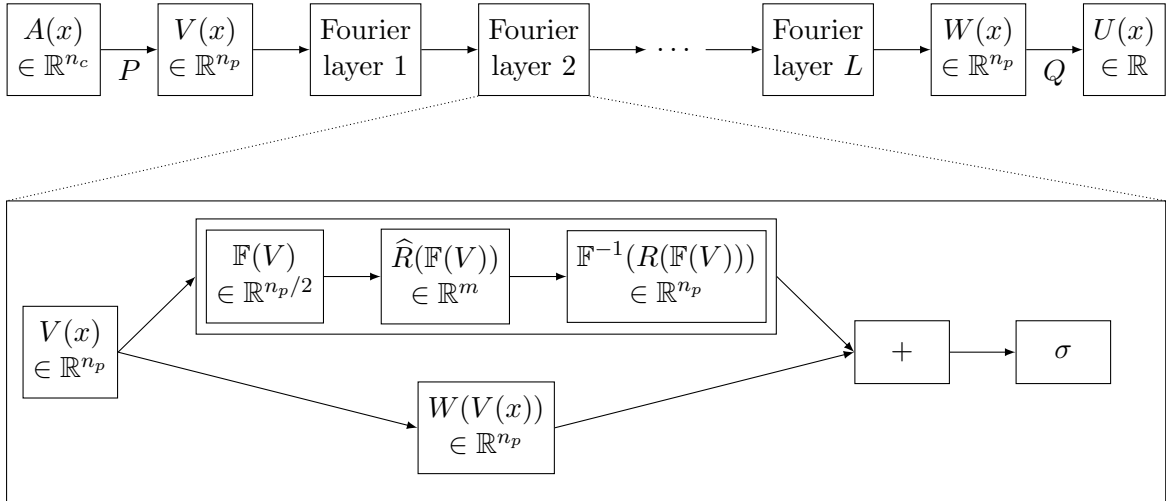 A(x)
∈ ℝ^{n_c}
P
V(x)
∈ ℝ^{n_p}
Fourier
layer 1
Fourier
layer 2
···
Fourier
layer L
W(x)
∈ ℝ^{n_p}
Q
U(x)
∈ ℝ
V(x)
∈ ℝ^{n_p}
𝔽(V)
∈ ℝ^{n_p/2}
R̂(𝔽(V))
∈ ℝ^m
𝔽^{-1}(R(𝔽(V)))
∈ ℝ^{n_p}
W(V(x))
∈ ℝ^{n_p}
+
σ